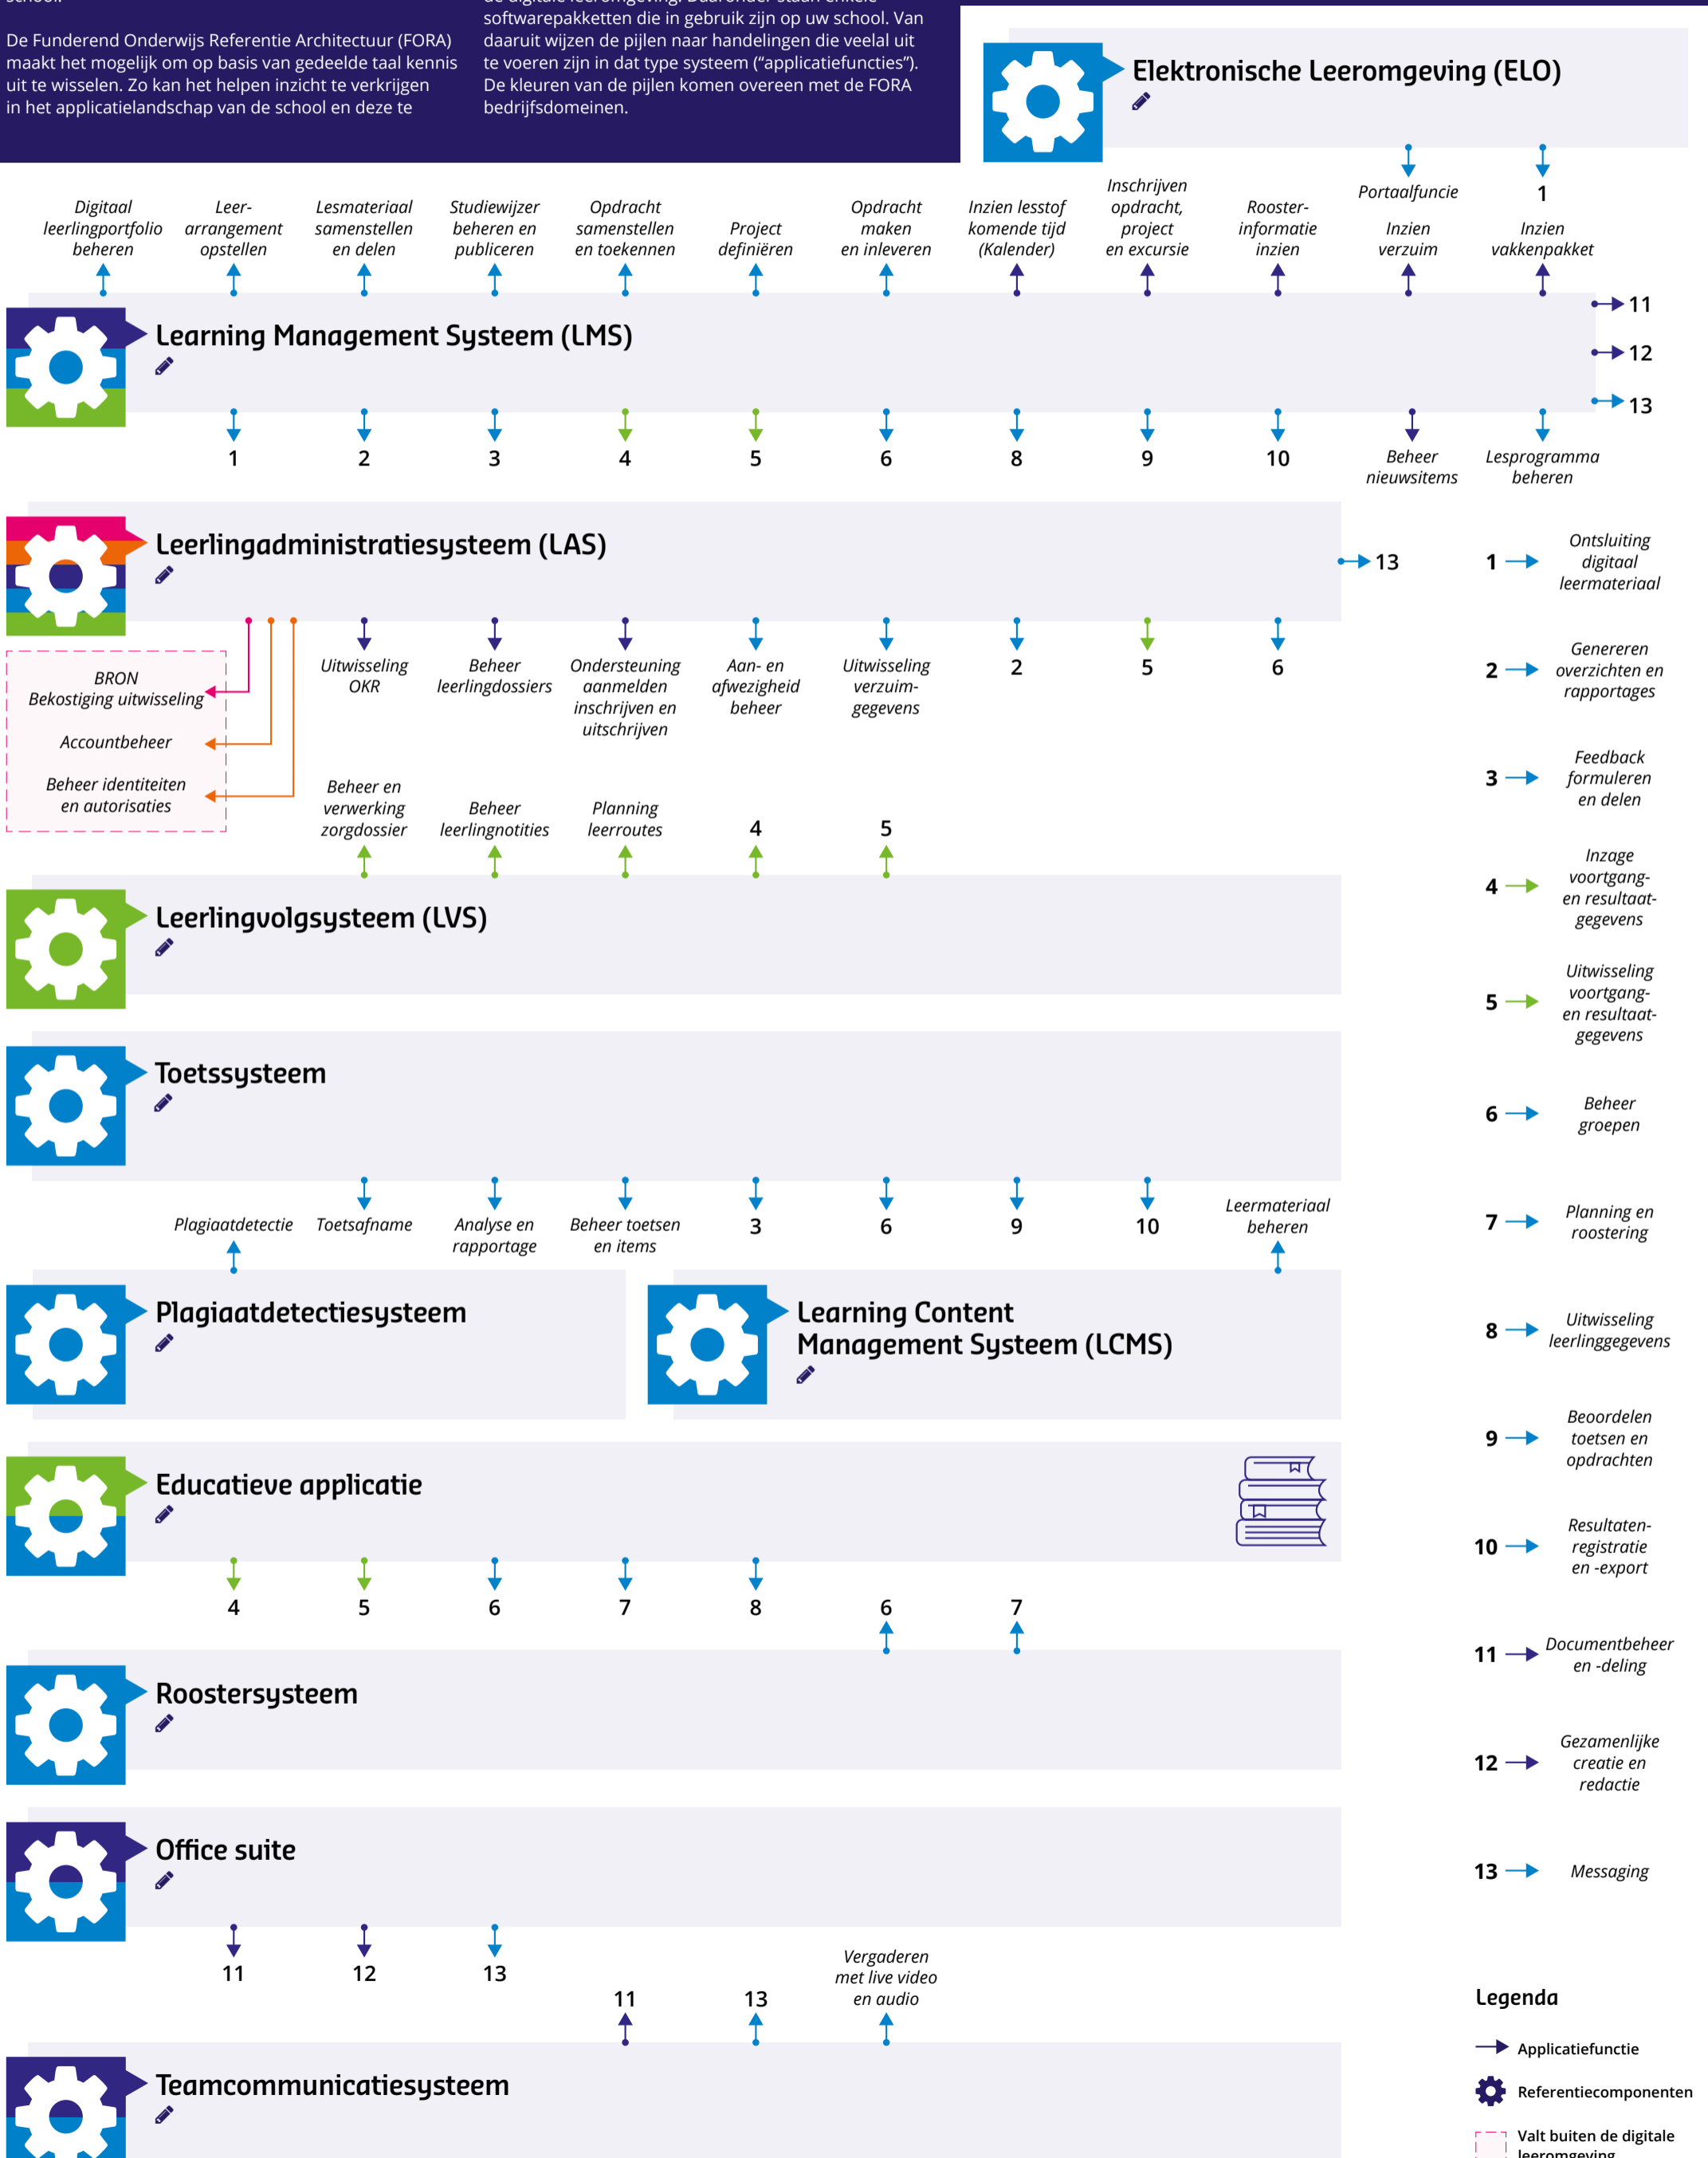 school.
De Funderend Onderwijs Referentie Architectuur (FORA)
maakt het mogelijk om op basis van gedeelde taal kennis
uit te wisselen. Zo kan het helpen inzicht te verkrijgen
in het applicatielandschap van de school en deze te
de digitale leeromgeving. Daaronder staan enkele
softwarepakketten die in gebruik zijn op uw school. Van
daaruit wijzen de pijlen naar handelingen die veelal uit
te voeren zijn in dat type systeem (“applicatiefuncties”).
De kleuren van de pijlen komen overeen met de FORA
bedrijfsdomeinen.
Elektronische Leeromgeving (ELO)
Portaalfuncie
1
Digitaal
leerlingportfolio
beheren
Leer-
arrangement
opstellen
Lesmateriaal
samenstellen
en delen
Studiewijzer
beheren en
publiceren
Opdracht
samenstellen
en toekennen
Project
definiëren
Opdracht
maken
en inleveren
Inzien lesstof
komende tijd
(Kalender)
Inschrijven
opdracht,
project
en excursie
Rooster-
informatie
inzien
Inzien
verzuim
Inzien
vakkenpakket
Learning Management Systeem (LMS)
11
12
13
1
2
3
4
5
6
8
9
10
Beheer
nieuwsitems
Lesprogramma
beheren
Leerlingadministratiesysteem (LAS)
13
BRON
Bekostiging uitwisseling
Accountbeheer
Beheer identiteiten
en autorisaties
Uitwisseling
OKR
Beheer
leerlingdossiers
Ondersteuning
aanmelden
inschrijven en
uitschrijven
Aan- en
afwezigheid
beheer
Uitwisseling
verzuim-
gegevens
2
5
6
Beheer en
verwerking
zorgdossier
Beheer
leerlingnotities
Planning
leerroutes
4
5
Leerlingvolgsysteem (LVS)
Toetssysteem
Toetsafname
Analyse en
rapportage
Beheer toetsen
en items
3
6
9
10
Plagiaatdetectie
Plagiaatdetectiesysteem
Leermateriaal
beheren
Learning Content
Management Systeem (LCMS)
Educatieve applicatie
4
5
6
7
8
6
7
Roostersysteem
Office suite
11
12
13
11
13
Vergaderen
met live video
en audio
Teamcommunicatiesysteem
1
Ontsluiting
digitaal
leermateriaal
2
Genereren
overzichten en
rapportages
3
Feedback
formuleren
en delen
4
Inzage
voortgang-
en resultaat-
gegevens
5
Uitwisseling
voortgang-
en resultaat-
gegevens
6
Beheer
groepen
7
Planning en
roostering
8
Uitwisseling
leerlinggegevens
9
Beoordelen
toetsen en
opdrachten
10
Resultaten-
registratie
en -export
11
Documentbeheer
en -deling
12
Gezamenlijke
creatie en
redactie
13
Messaging
Legenda
Applicatiefunctie
Referentiecomponenten
Valt buiten de digitale
leeromgeving